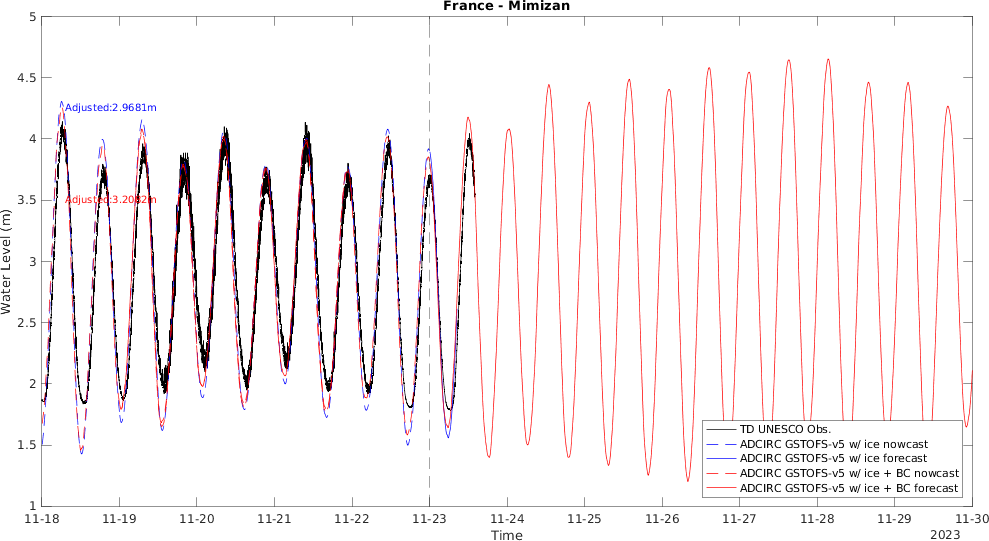 France - Mimizan
5
4.5
4
3.5
3
2.5
2
1.5
1
Water Level (m)
Adjusted:2.9681m
Adjusted:3.2082m
TD UNESCO Obs.
ADCIRC GSTOFS-v5 w/ ice nowcast
ADCIRC GSTOFS-v5 w/ ice forecast
ADCIRC GSTOFS-v5 w/ ice + BC nowcast
ADCIRC GSTOFS-v5 w/ ice + BC forecast
11-18 11-19 11-20 11-21 11-22 11-23 11-24 11-25 11-26 11-27 11-28 11-29 11-30
Time
2023